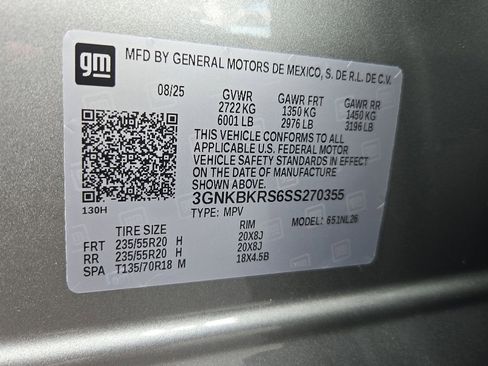 gm
MFD BY GENERAL MOTORS DE MEXICO, S. DE R.L. DE C.V.
08/25 GVWR GAWR FRT GAWR RR
2722 KG 1350 KG 1450 KG
6001 LB 2976 LB 3196 LB
THIS VEHICLE CONFORMS TO ALL
APPLICABLE U.S. FEDERAL MOTOR
VEHICLE SAFETY STANDARDS IN EFFECT
ON THE DATE OF MANUFACTURE
SHOWN ABOVE.
3GNKBKRS6SS270355
130H
TYPE: MPV MODEL: 651NL26
TIRE SIZE RIM
FRT 235/55R20 H 20X8J
RR 235/55R20 H 20X8J
SPA T135/70R18 M 18X4.5B